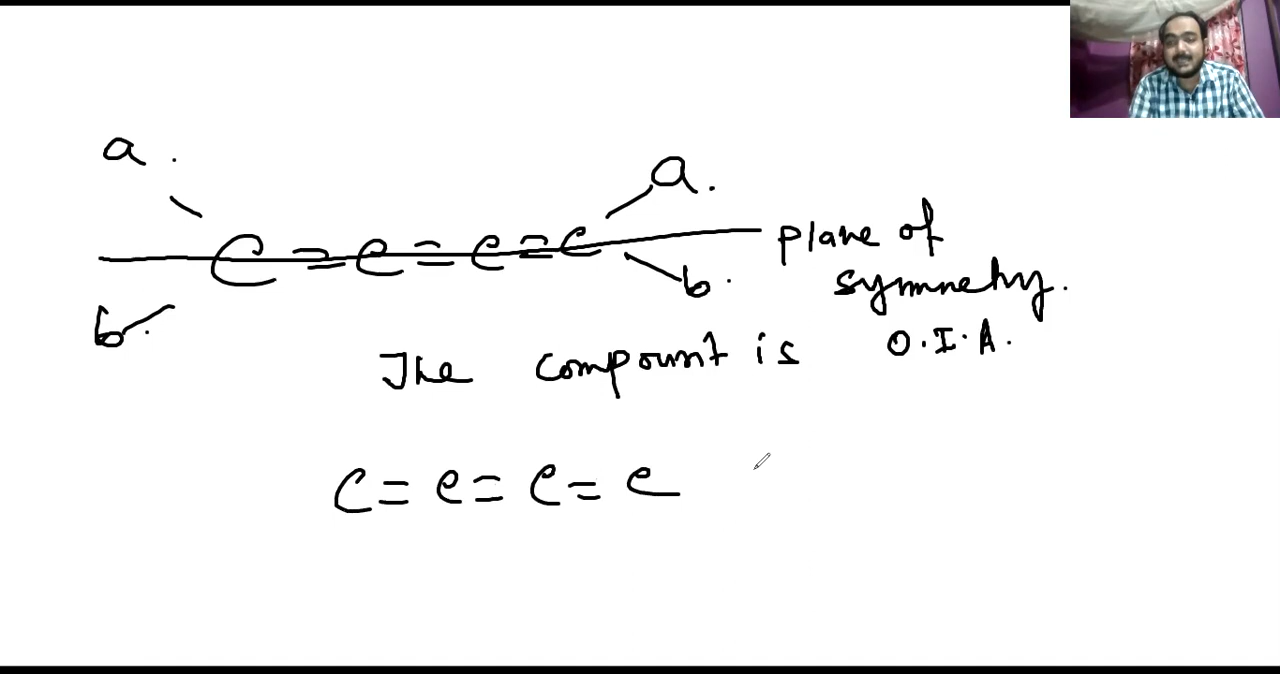 a. a.
C = C = C = C plane of
b. b. symmetry.
The compount is O.I.A.
C = C = C = C